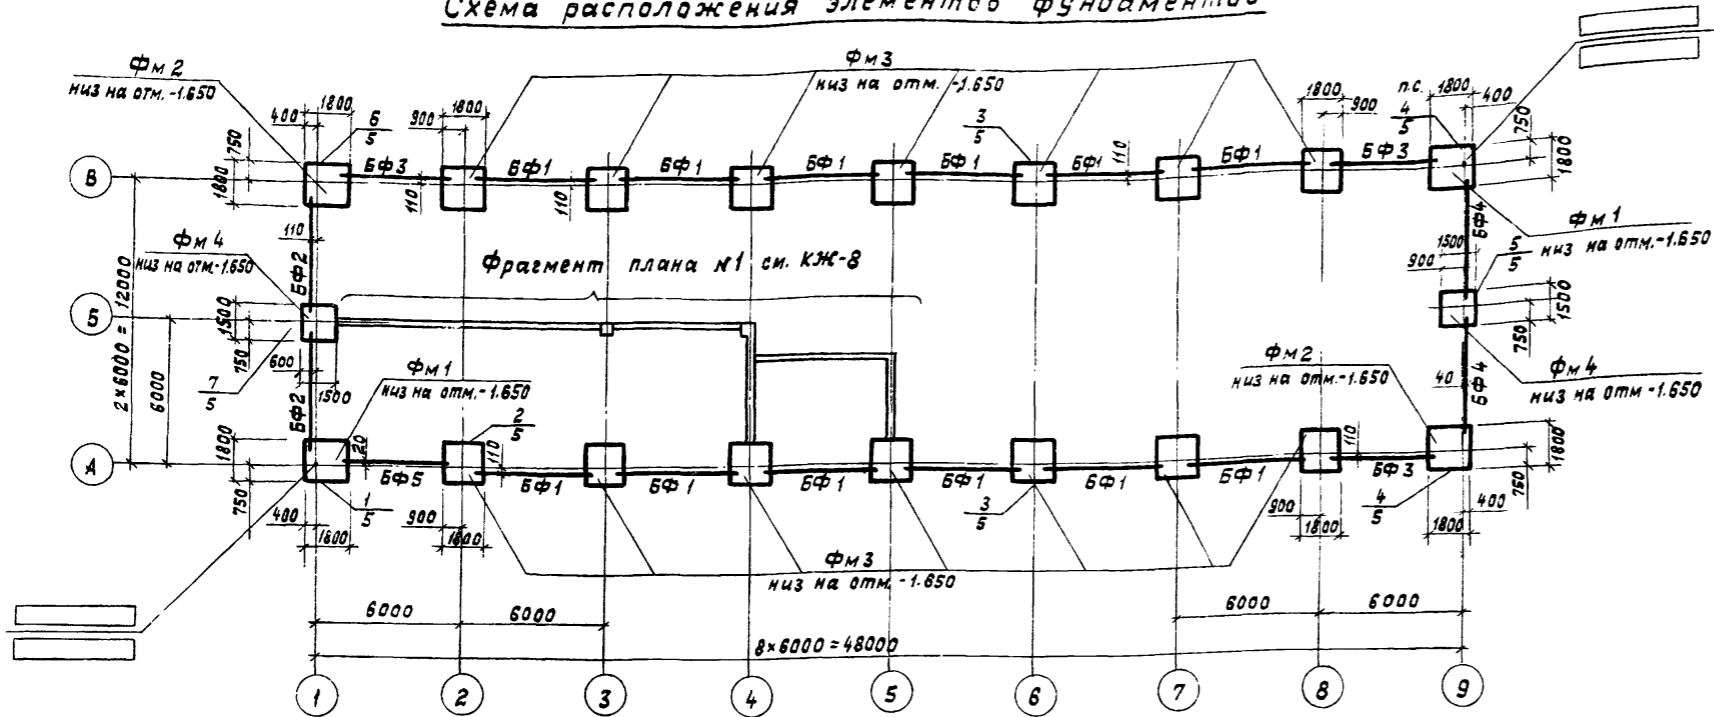 Схема расположения элементов фундаментов
Фм 2
низ на отм. -1.650
Фм3
низ на отм. -1.650
1800
400
6
5
750
1800
900
1800
3
5
1800
900
п.с.
4
5
1800
400
750
1800
В
БФ3
БФ1
БФ1
БФ1
БФ1
БФ1
БФ1
БФ3
110
110
110
110
Фм 4
низ на отм-1.650
БФ2
Фрагмент плана №1 см. КЖ-8
БФ4
Фм 1
низ на отм.-1.650
1500
900
5
5
2×6000 = 12000
Б
1500
750
600
1500
7
5
6000
1500
750
Фм 1
низ на отм.-1.650
Фм2
низ на отм.-1.650
Фм 4
низ на отм -1.650
40
БФ4
БФ2
А
1800
750
20
2
5
110
110
БФ5
БФ1
БФ1
БФ1
БФ1
БФ1
БФ1
БФ3
1800
750
400
1800
1
5
900
1800
3
5
900
1800
4
5
1800
400
Фм3
низ на отм. -1.650
6000
6000
6000
6000
8×6000 = 48000
1
2
3
4
5
6
7
8
9